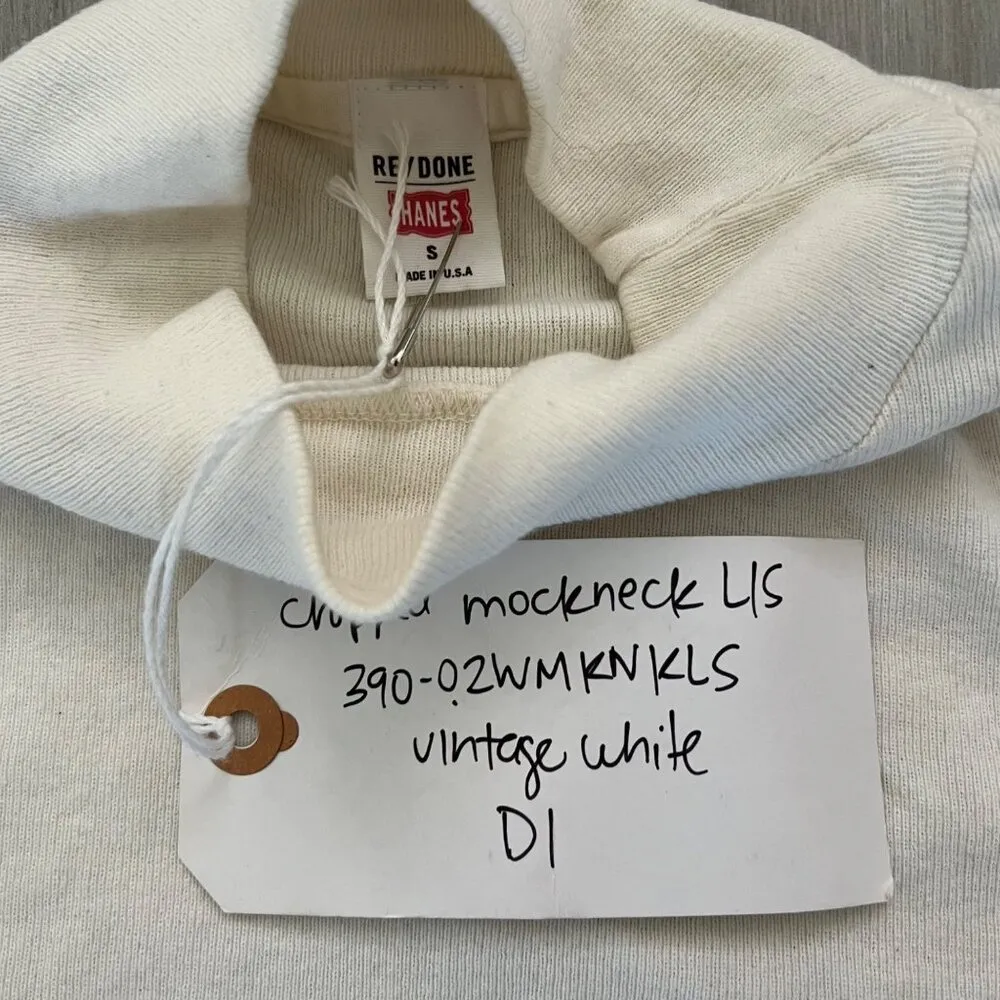 RE/DONE
HANES
S
MADE IN U.S.A
mockneck L/S
390-02WMKNKLS
vintage white
D1